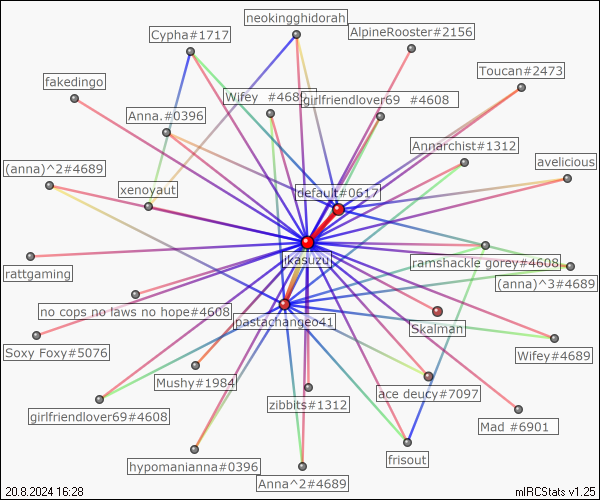 neokingghidorah
Cypha#1717
AlpineRooster#2156
Toucan#2473
fakedingo
Wifey #4689
girlfriendlover69 #4608
Anna.#0396
Annarchist#1312
(anna)^2#4689
avelicious
xenoyaut
default#0617
jikasuzu
ramshackle gorey#4608
rattgaming
(anna)^3#4689
no cops no laws no hope#4608
pastachangeo41
Skalman
Soxy Foxy#5076
Wifey#4689
Mushy#1984
ace deucy#7097
zibbits#1312
girlfriendlover69#4608
Mad #6901
frisout
hypomanianna#0396
Anna^2#4689
20.8.2024 16:28
mIRCStats v1.25